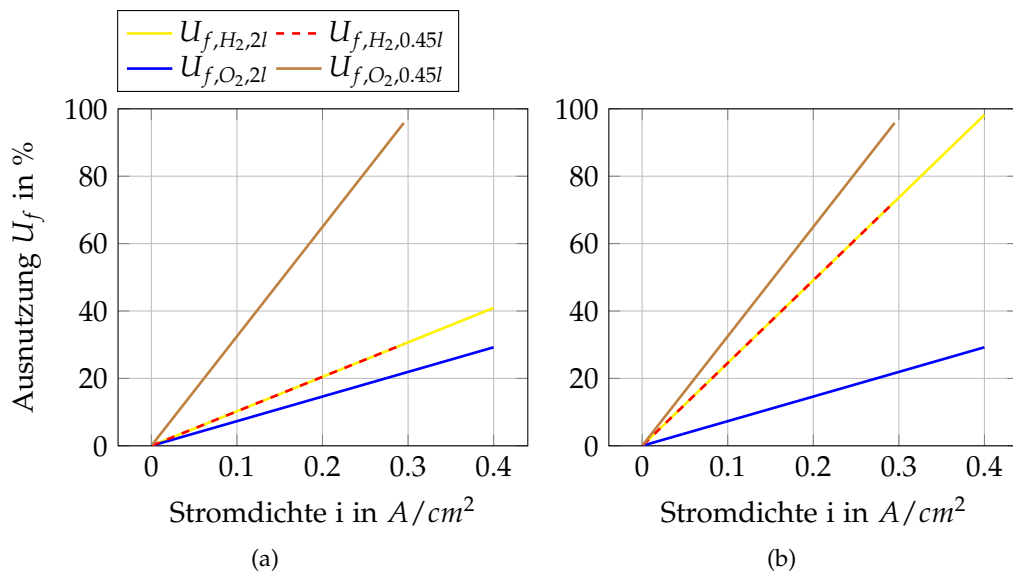 U_{f,H_2,2l} U_{f,H_2,0.45l}
U_{f,O_2,2l} U_{f,O_2,0.45l}
Ausnutzung U_f in %
100
80
60
40
20
0
0 0.1 0.2 0.3 0.4
Stromdichte i in A/cm^2
(a)
100
80
60
40
20
0
0 0.1 0.2 0.3 0.4
Stromdichte i in A/cm^2
(b)